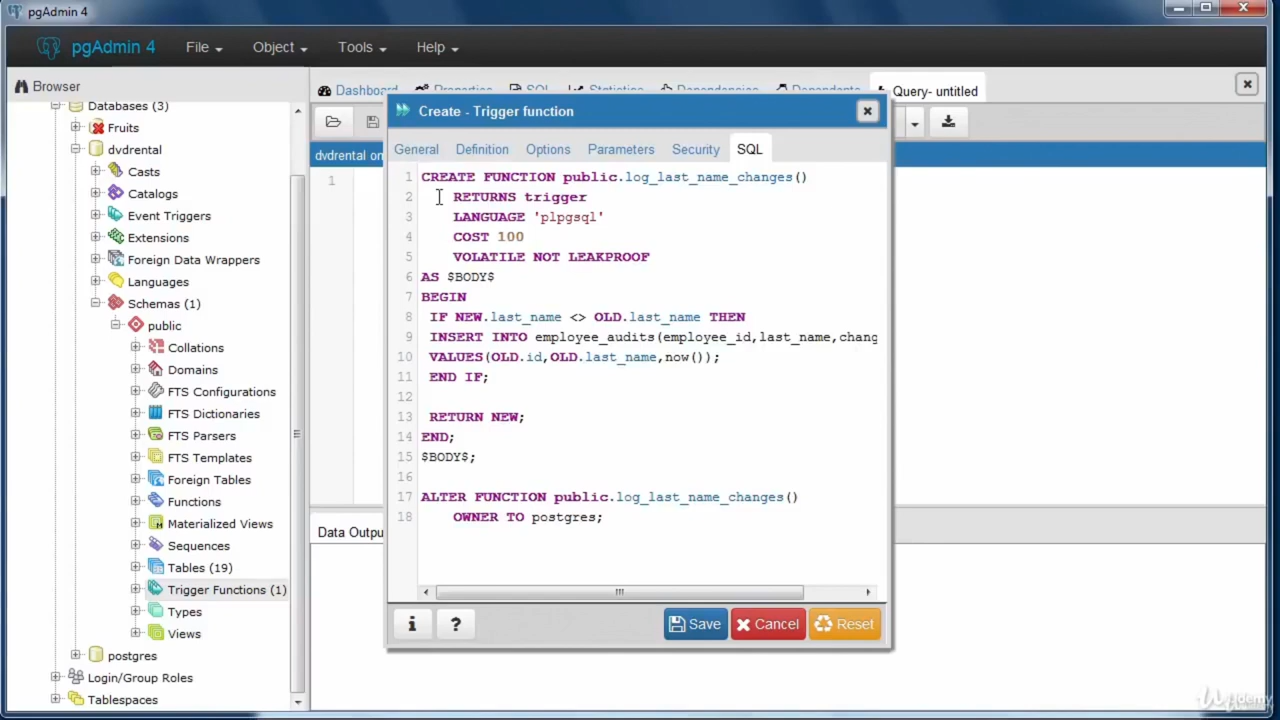 pgAdmin 4
pgAdmin 4 File Object Tools Help
Browser
Dashboard Properties SQL Statistics Dependencies Dependents Query- untitled
Databases (3)
Fruits
dvdrental
Casts
Catalogs
Event Triggers
Extensions
Foreign Data Wrappers
Languages
Schemas (1)
public
Collations
Domains
FTS Configurations
FTS Dictionaries
FTS Parsers
FTS Templates
Foreign Tables
Functions
Materialized Views
Sequences
Tables (19)
Trigger Functions (1)
Types
Views
postgres
Login/Group Roles
Tablespaces
dvdrental on
1
Data Outpu
Create - Trigger function
General Definition Options Parameters Security SQL
1 CREATE FUNCTION public.log_last_name_changes()
2 RETURNS trigger
3 LANGUAGE 'plpgsql'
4 COST 100
5 VOLATILE NOT LEAKPROOF
6 AS $BODY$
7 BEGIN
8 IF NEW.last_name <> OLD.last_name THEN
9 INSERT INTO employee_audits(employee_id,last_name,chang
10 VALUES(OLD.id,OLD.last_name,now());
11 END IF;
12
13 RETURN NEW;
14 END;
15 $BODY$;
16
17 ALTER FUNCTION public.log_last_name_changes()
18 OWNER TO postgres;
i ? Save Cancel Reset
Udemy